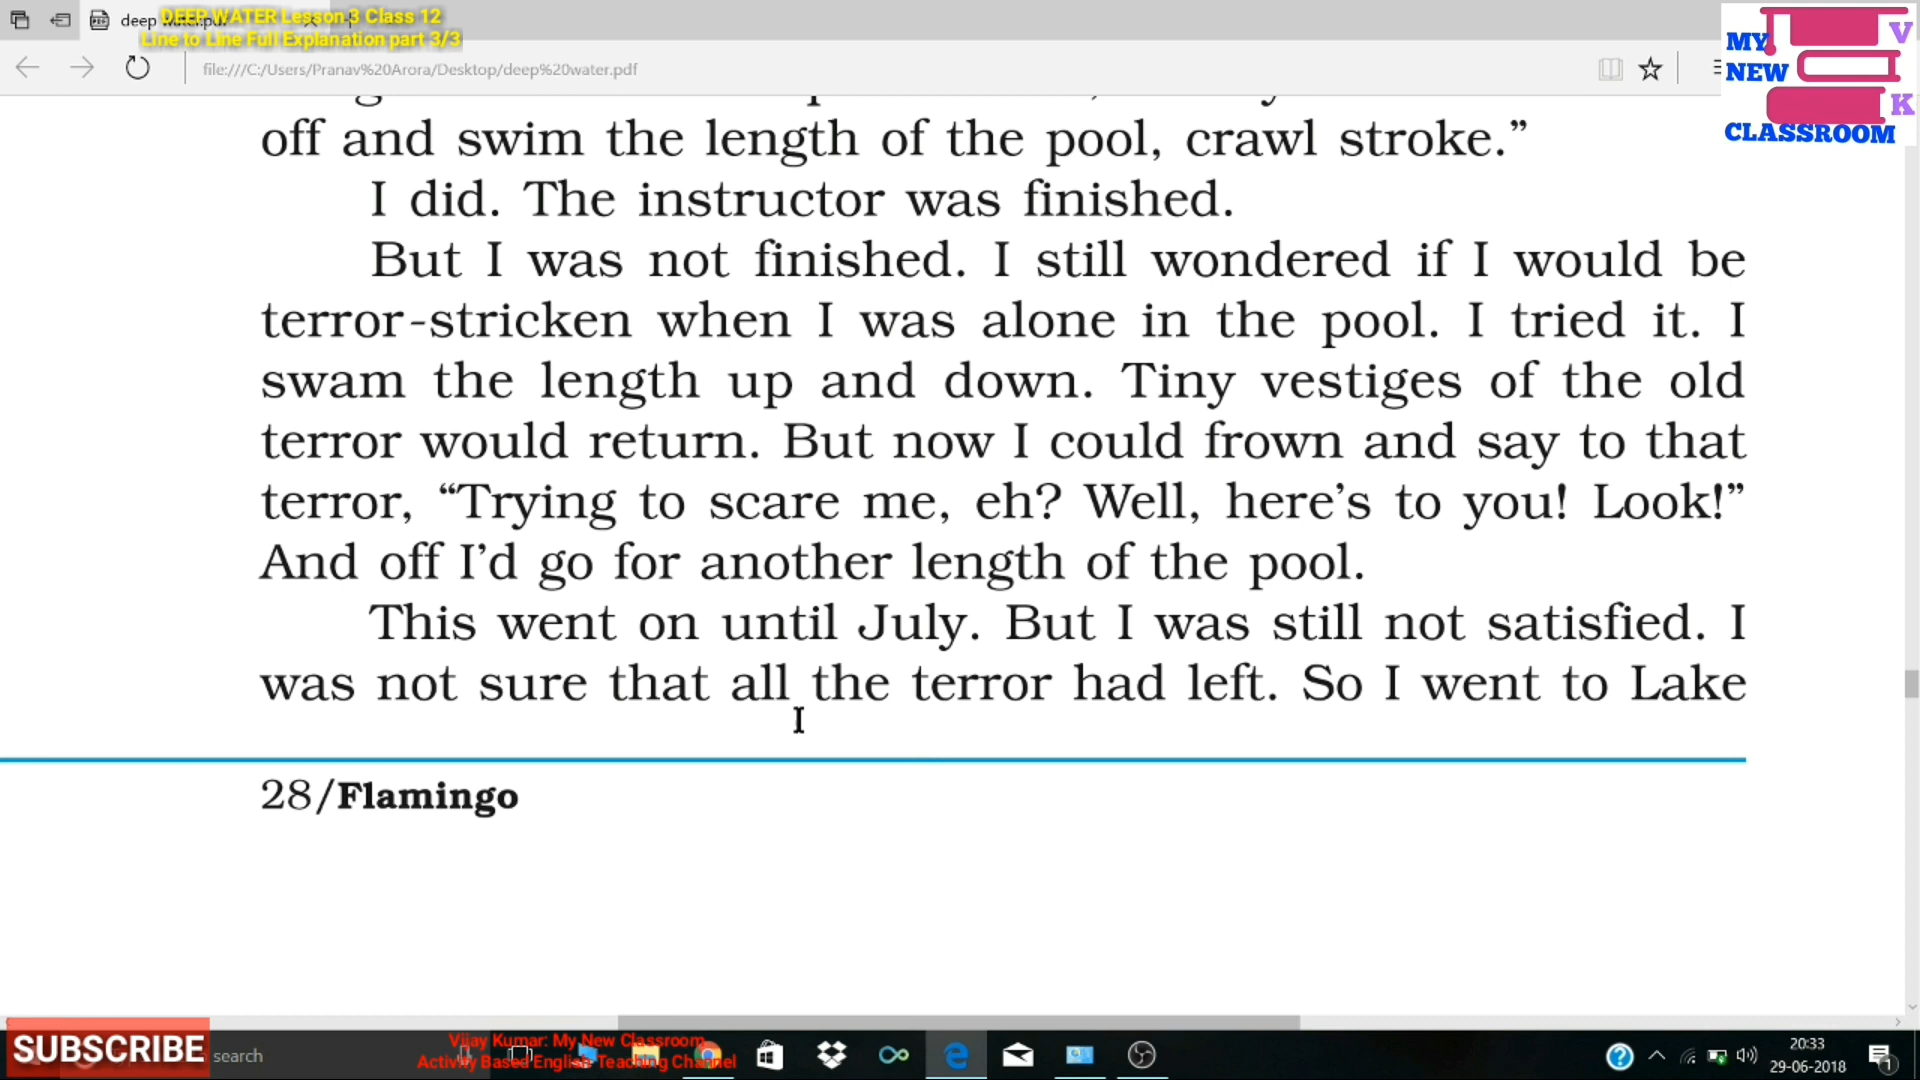 DEEP WATER Lesson 3 Class 12
Line to Line Full Explanation part 3/3
file:///C:/Users/Pranav%20Arora/Desktop/deep%20water.pdf
MY
NEW
CLASSROOM
V
K
off and swim the length of the pool, crawl stroke.”
I did. The instructor was finished.
But I was not finished. I still wondered if I would be
terror-stricken when I was alone in the pool. I tried it. I
swam the length up and down. Tiny vestiges of the old
terror would return. But now I could frown and say to that
terror, “Trying to scare me, eh? Well, here’s to you! Look!”
And off I’d go for another length of the pool.
This went on until July. But I was still not satisfied. I
was not sure that all the terror had left. So I went to Lake
28/Flamingo
SUBSCRIBE
search
Vijay Kumar: My New Classroom
Activity Based English Teaching Channel
20:33
29-06-2018